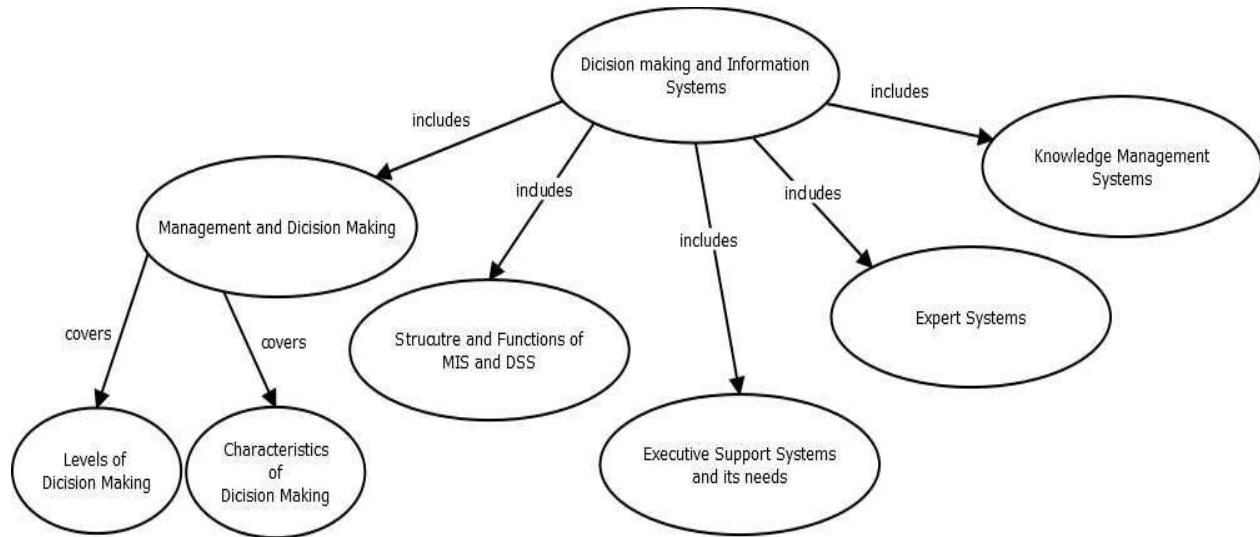 Dicision making and Information
Systems
includes
includes
includes
includes
includes
Knowledge Management
Systems
Management and Dicision Making
Expert Systems
Strucutre and Functions of
MIS and DSS
covers
covers
Levels of
Dicision Making
Characteristics
of
Dicision Making
Executive Support Systems
and its needs